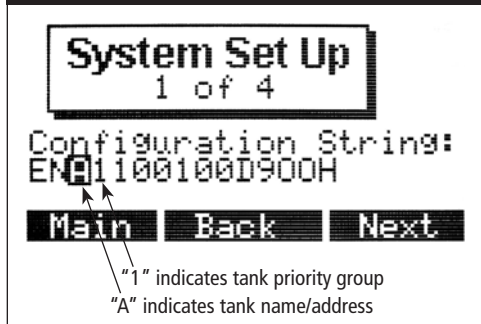 System Set Up
1 of 4
Configuration String:
ENA1100100D900H
Main Back Next
"1" indicates tank priority group
"A" indicates tank name/address